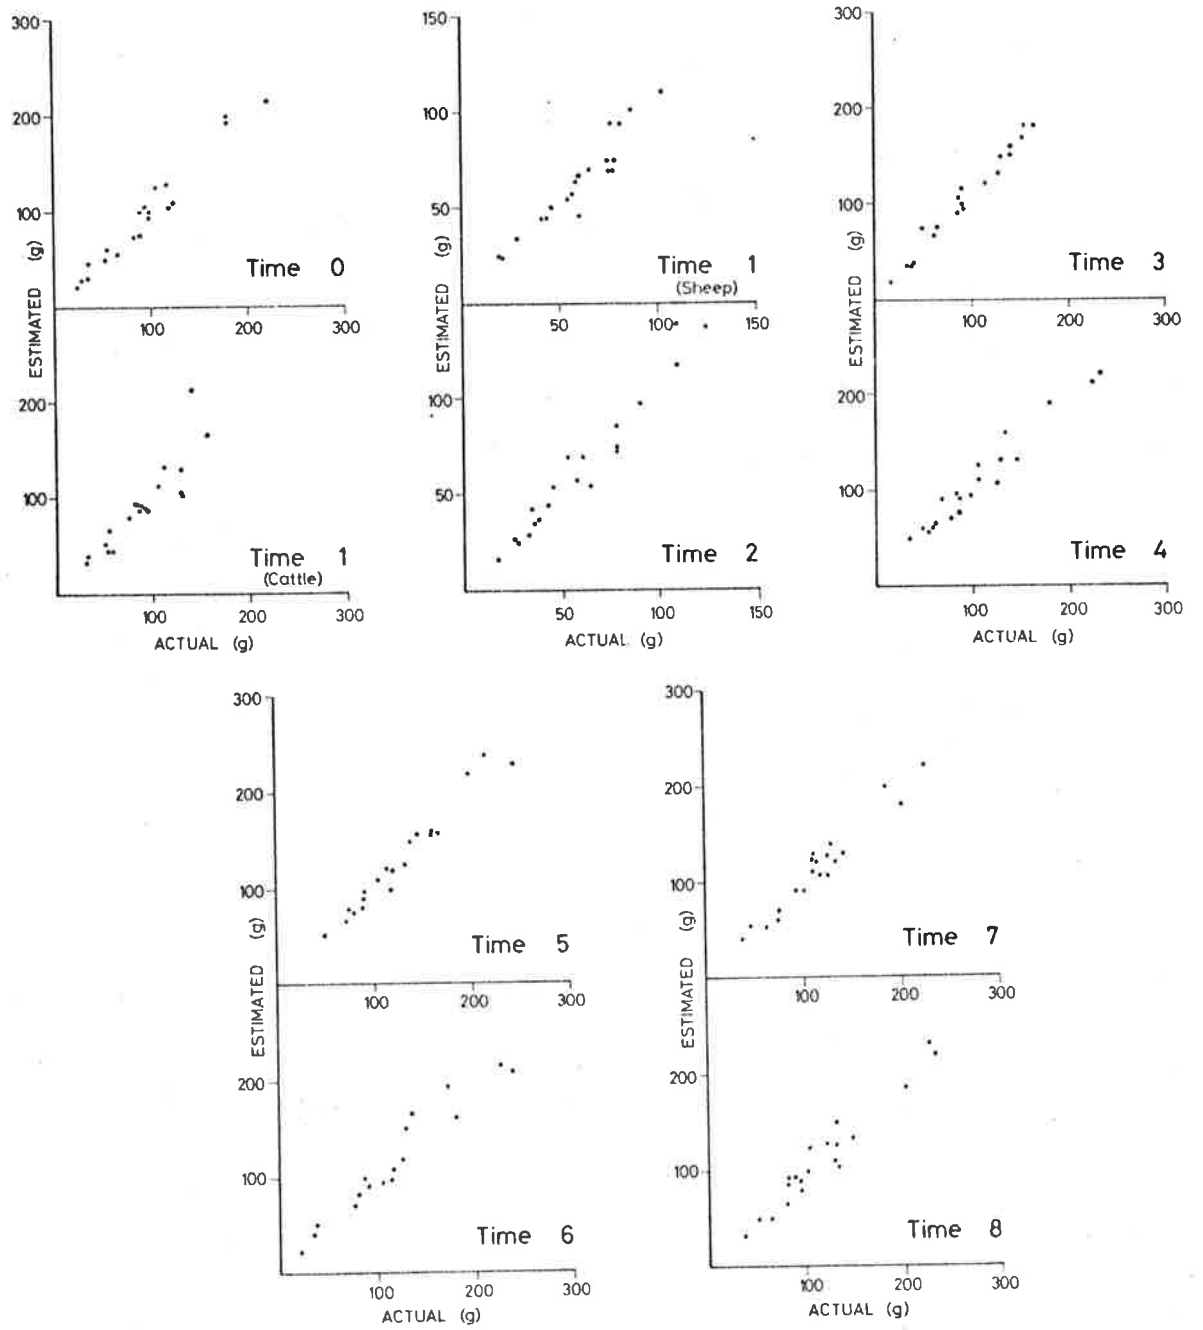 300
200
100
ESTIMATED (g)
Time 0
100 200 300
200
100
Time 1
(Cattle)
100 200 300
ACTUAL (g)
150
100
50
ESTIMATED (g)
Time 1
(Sheep)
50 100 150
100
50
Time 2
50 100 150
ACTUAL (g)
300
200
100
ESTIMATED (g)
Time 3
100 200 300
200
100
Time 4
100 200 300
ACTUAL (g)
300
200
100
ESTIMATED (g)
Time 5
100 200 300
200
100
Time 6
100 200 300
ACTUAL (g)
300
200
100
ESTIMATED (g)
Time 7
100 200 300
200
100
Time 8
100 200 300
ACTUAL (g)